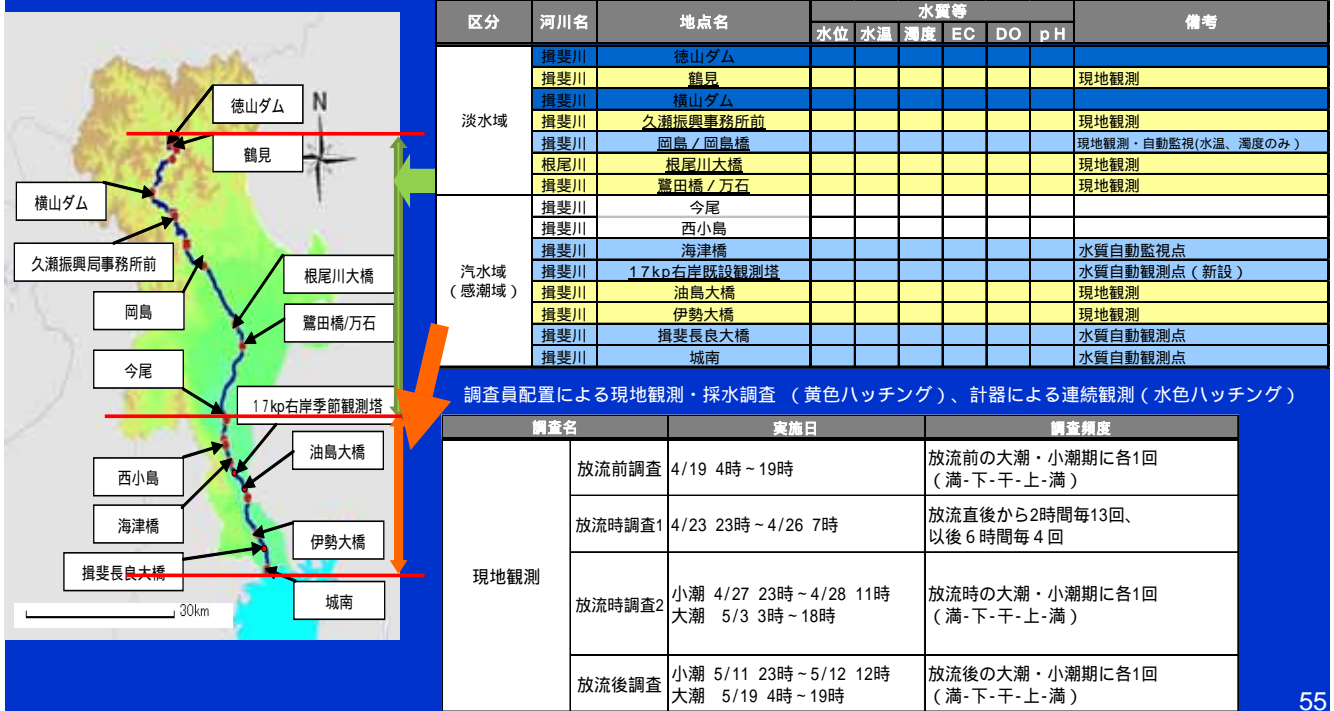 徳山ダム
N
鶴見
横山ダム
久瀬振興局事務所前
根尾川大橋
岡島
鷺田橋/万石
今尾
17kp右岸季節観測塔
油島大橋
西小島
海津橋
伊勢大橋
揖斐長良大橋
城南
30km
区分 河川名 地点名 水質等 備考
水位 水温 濁度 EC DO pH
淡水域
揖斐川 徳山ダム
揖斐川 鶴見 現地観測
揖斐川 横山ダム
揖斐川 久瀬振興事務所前 現地観測
揖斐川 岡島/岡島橋 現地観測・自動監視(水温、濁度のみ)
根尾川 根尾川大橋 現地観測
揖斐川 鷺田橋/万石 現地観測
汽水域
(感潮域)
揖斐川 今尾
揖斐川 西小島
揖斐川 海津橋 水質自動監視点
揖斐川 17kp右岸既設観測塔 水質自動観測点(新設)
揖斐川 油島大橋 現地観測
揖斐川 伊勢大橋 現地観測
揖斐川 揖斐長良大橋 水質自動観測点
揖斐川 城南 水質自動観測点
調査員配置による現地観測・採水調査 (黄色ハッチング)、計器による連続観測(水色ハッチング)
調査名 実施日 調査頻度
現地観測
放流前調査 4/19 4時~19時 放流前の大潮・小潮期に各1回
(満-下-干-上-満)
放流時調査1 4/23 23時~4/26 7時 放流直後から2時間毎13回、
以後6時間毎4回
放流時調査2 小潮 4/27 23時~4/28 11時 放流時の大潮・小潮期に各1回
大潮 5/3 3時~18時 (満-下-干-上-満)
放流後調査 小潮 5/11 23時~5/12 12時 放流後の大潮・小潮期に各1回
大潮 5/19 4時~19時 (満-下-干-上-満)
55